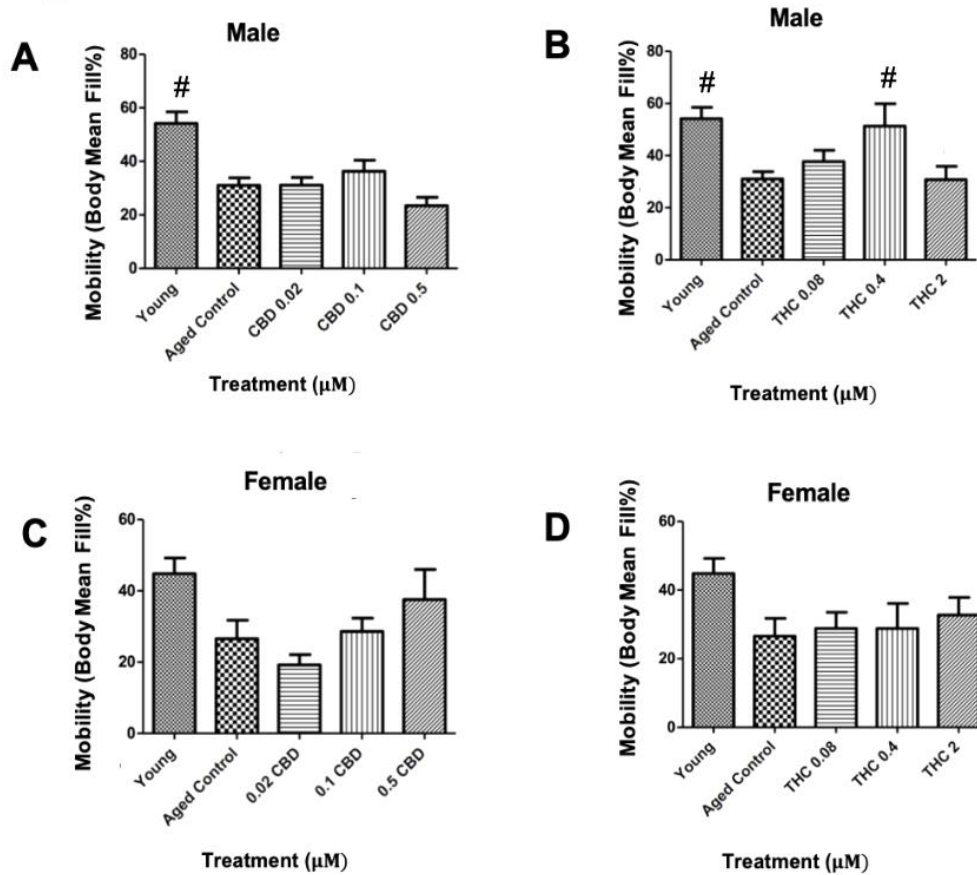 A
Male
Mobility (Body Mean Fill%)
80
60
40
20
0
#
Young
Aged Control
CBD 0.02
CBD 0.1
CBD 0.5
Treatment (μM)
B
Male
Mobility (Body Mean Fill%)
80
60
40
20
0
#
#
Young
Aged Control
THC 0.08
THC 0.4
THC 2
Treatment (μM)
C
Female
Mobility (Body Mean Fill%)
60
40
20
0
Young
Aged Control
0.02 CBD
0.1 CBD
0.5 CBD
Treatment (μM)
D
Female
Mobility (Body Mean Fill%)
60
40
20
0
Young
Aged Control
THC 0.08
THC 0.4
THC 2
Treatment (μM)